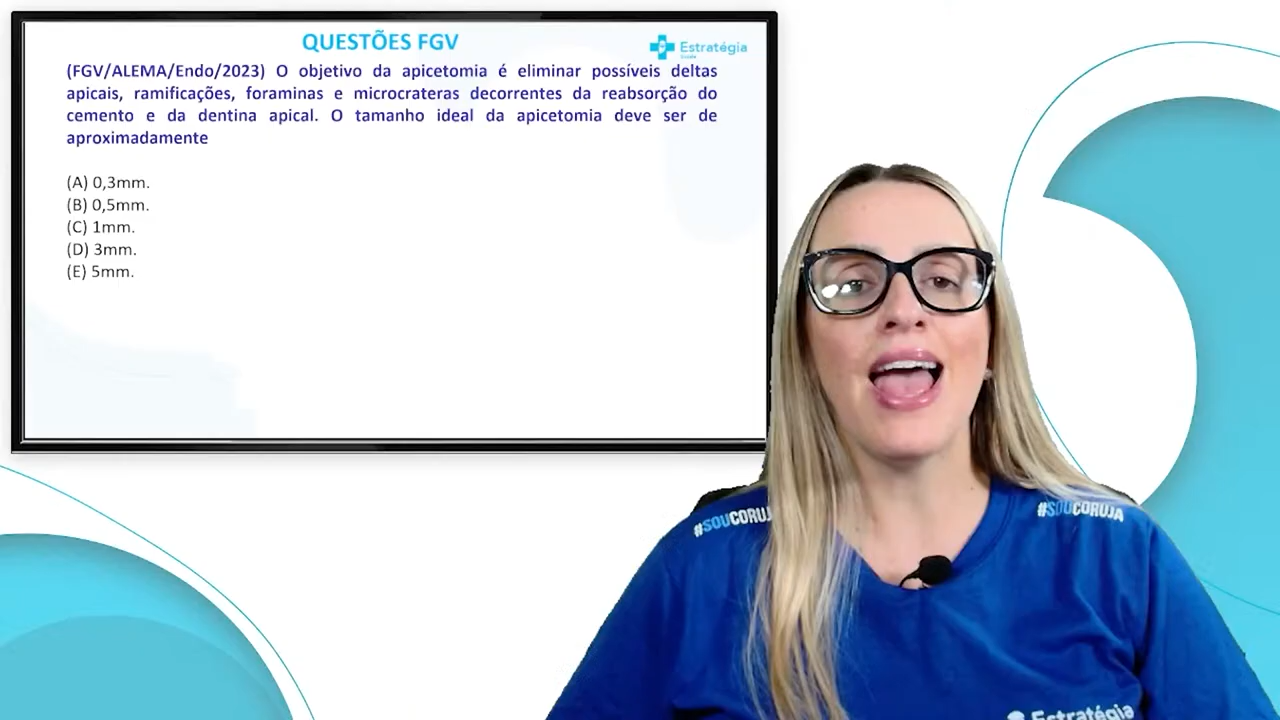 QUESTÕES FGV
Estratégia
Saúde
(FGV/ALEMA/Endo/2023) O objetivo da apicetomia é eliminar possíveis deltas
apicais, ramificações, foraminas e microcrateras decorrentes da reabsorção do
cemento e da dentina apical. O tamanho ideal da apicetomia deve ser de
aproximadamente
(A) 0,3mm.
(B) 0,5mm.
(C) 1mm.
(D) 3mm.
(E) 5mm.
#SOUCORUJA
#SOUCORUJA
Estratégia